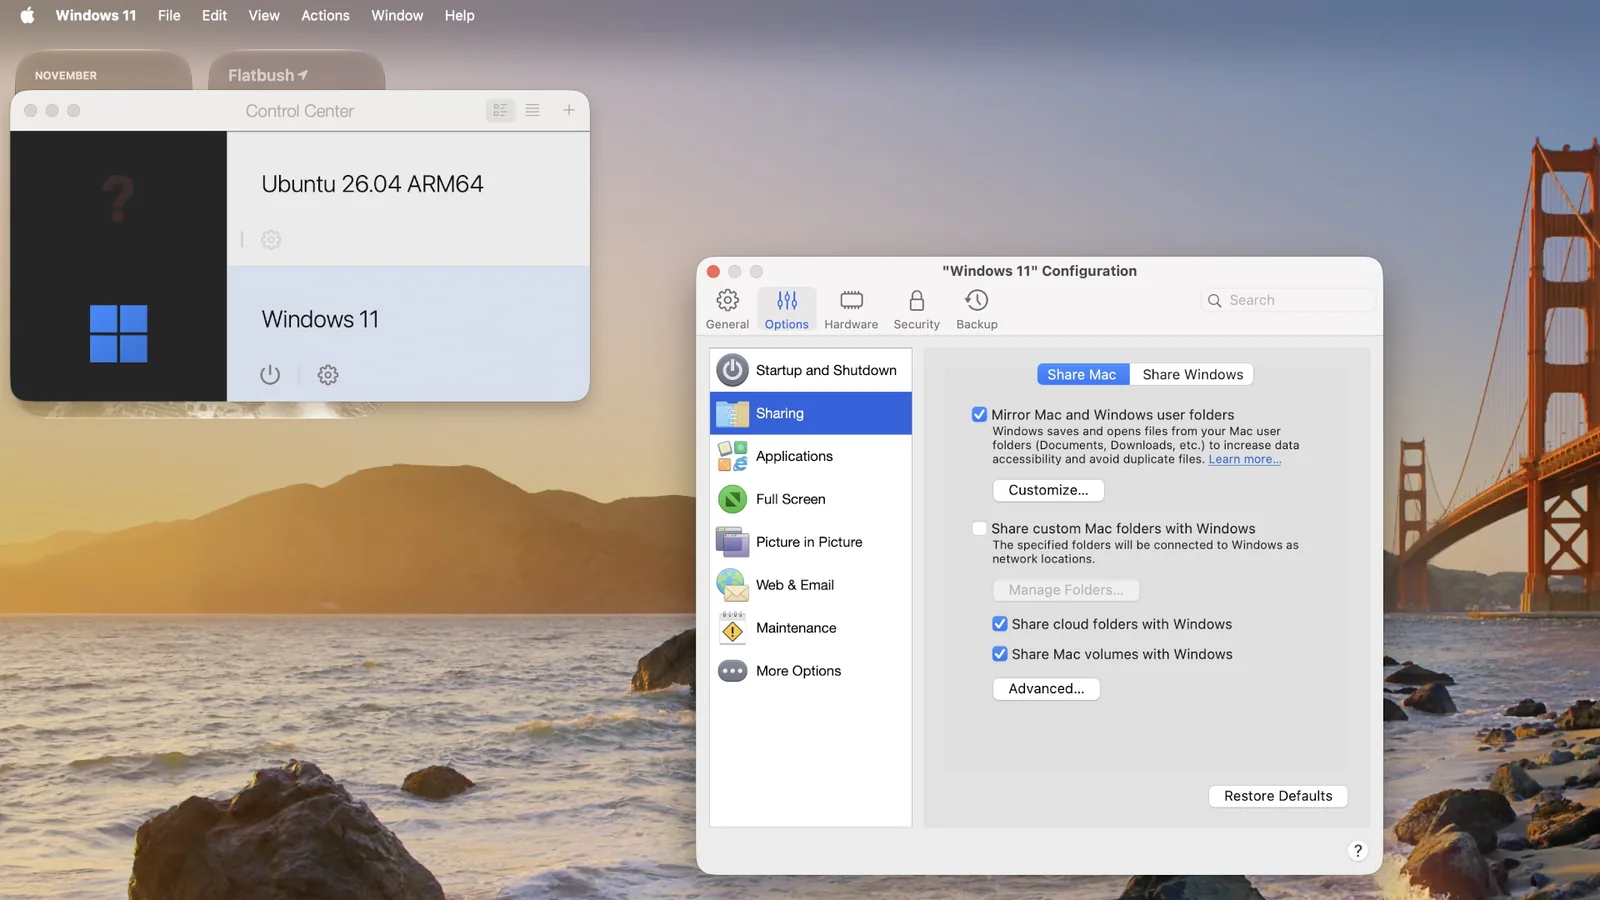 Windows 11 File Edit View Actions Window Help
NOVEMBER
Flatbush
Control Center
Ubuntu 26.04 ARM64
Windows 11
"Windows 11" Configuration
General Options Hardware Security Backup
Search
Startup and Shutdown
Sharing
Applications
Full Screen
Picture in Picture
Web & Email
Maintenance
More Options
Share Mac Share Windows
Mirror Mac and Windows user folders
Windows saves and opens files from your Mac user
folders (Documents, Downloads, etc.) to increase data
accessibility and avoid duplicate files. Learn more...
Customize...
Share custom Mac folders with Windows
The specified folders will be connected to Windows as
network locations.
Manage Folders...
Share cloud folders with Windows
Share Mac volumes with Windows
Advanced...
Restore Defaults
?